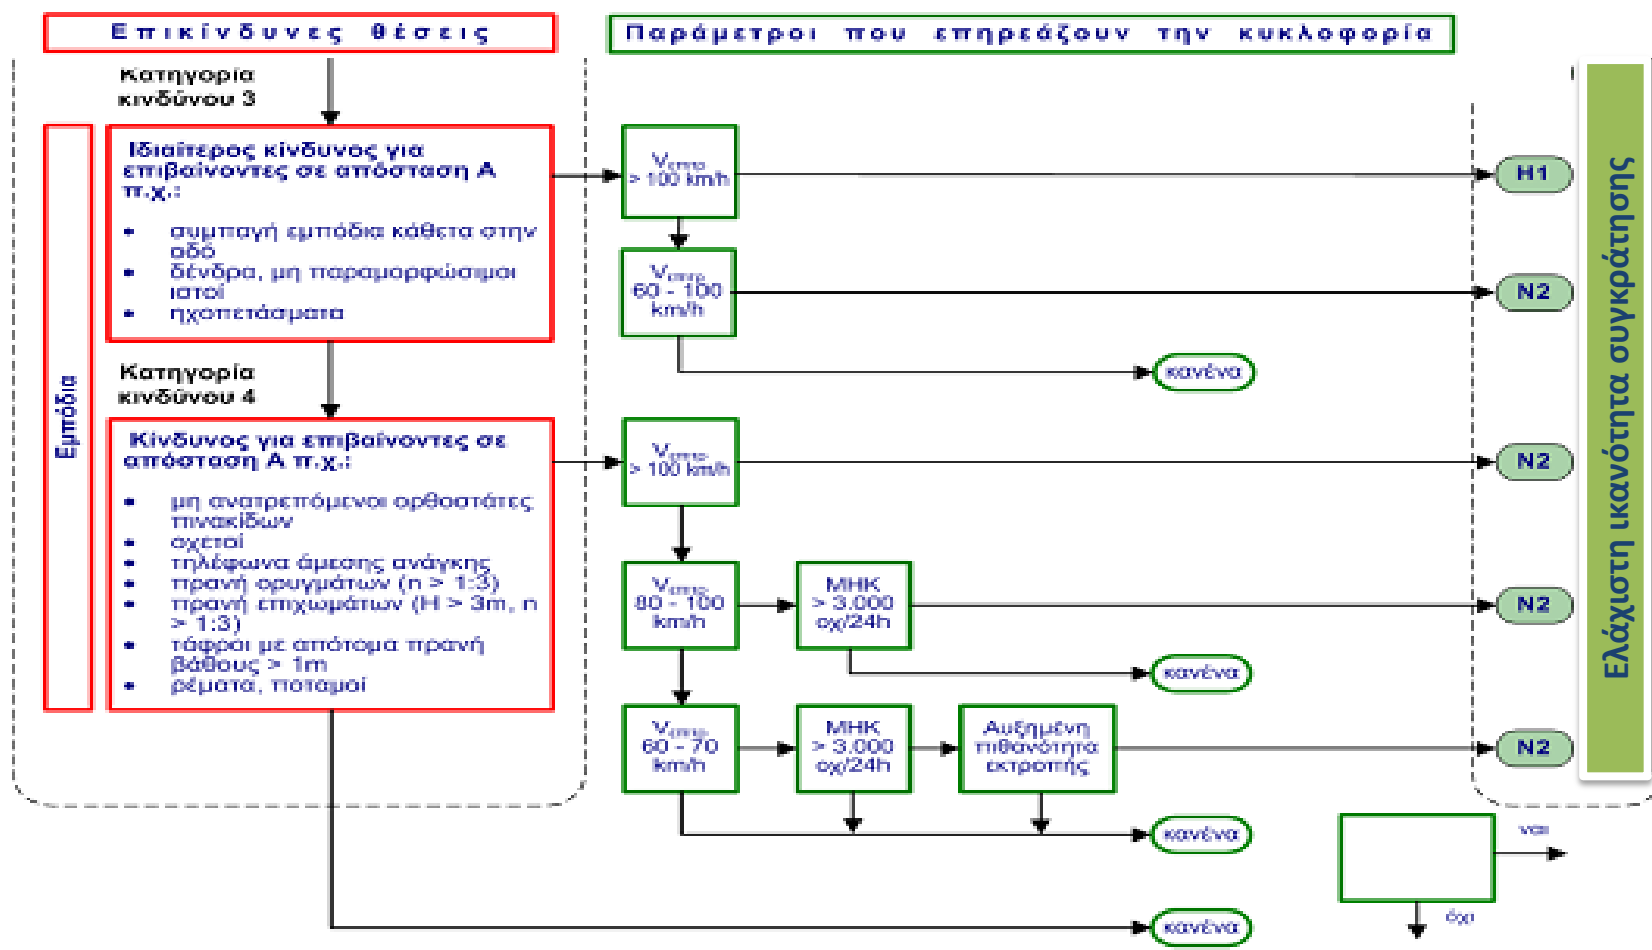 Επικίνδυνες θέσεις
Παράμετροι που επηρεάζουν την κυκλοφορία
Κατηγορία
κινδύνου 3
Ιδιαίτερος κίνδυνος για
επιβαίνοντες σε απόσταση Α
π.χ.:
• συμπαγή εμπόδια κάθετα στην
οδό
• δένδρα, μη παραμορφώσιμοι
ιστοί
• ηχοπετάσματα
Vεπιτρ.
> 100 km/h
H1
Vεπιτρ.
60 - 100
km/h
N2
κανένα
Εμπόδια
Κατηγορία
κινδύνου 4
Κίνδυνος για επιβαίνοντες σε
απόσταση Α π.χ.:
• μη ανατρεπόμενοι ορθοστάτες
πινακίδων
• οχετοί
• τηλέφωνα άμεσης ανάγκης
• πρανή ορυγμάτων (n > 1:3)
• πρανή επιχωμάτων (H > 3m, n
> 1:3)
• τάφροι με απότομα πρανή
βάθους > 1m
• ρέματα, ποταμοί
Vεπιτρ.
> 100 km/h
N2
Vεπιτρ.
80 - 100
km/h
ΜΗΚ
> 3.000
οχ/24h
N2
κανένα
Vεπιτρ.
60 - 70
km/h
ΜΗΚ
> 3.000
οχ/24h
Αυξημένη
πιθανότητα
εκτροπής
N2
κανένα
κανένα
ναι
όχι
Ελάχιστη ικανότητα συγκράτησης